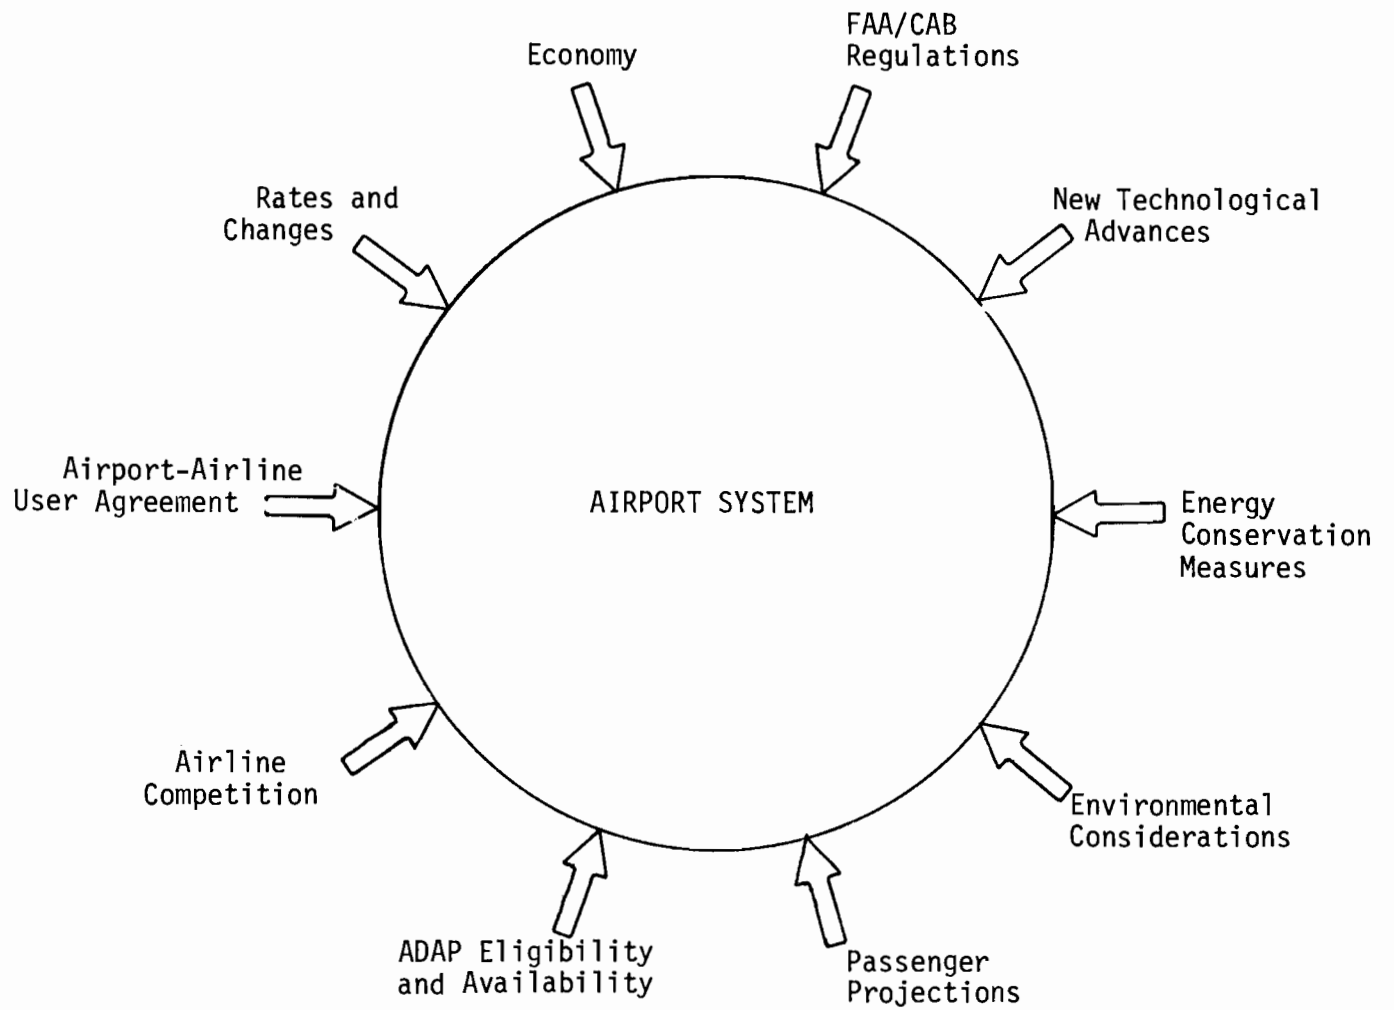 Economy
FAA/CAB
Regulations
Rates and
Changes
New Technological
Advances
Airport-Airline
User Agreement
AIRPORT SYSTEM
Energy
Conservation
Measures
Airline
Competition
Environmental
Considerations
ADAP Eligibility
and Availability
Passenger
Projections